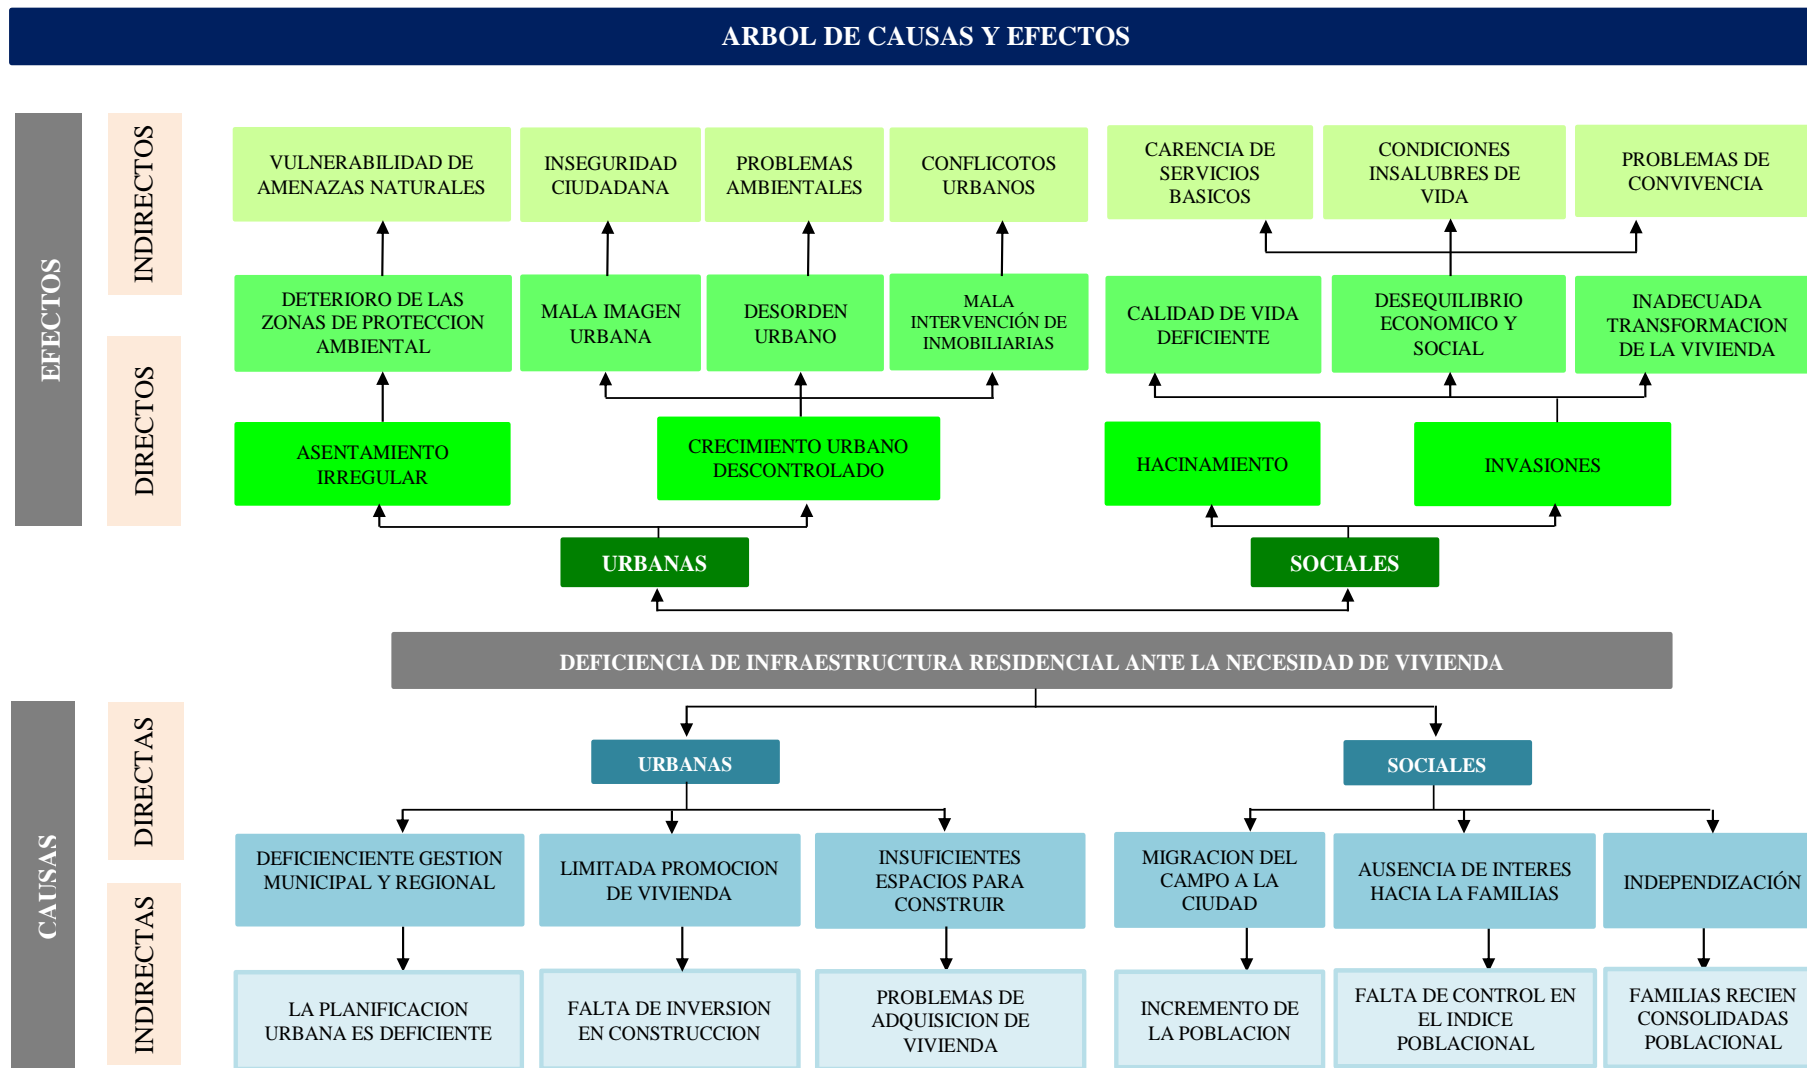 ARBOL DE CAUSAS Y EFECTOS
EFECTOS
INDIRECTOS
VULNERABILIDAD DE
AMENAZAS NATURALES
INSEGURIDAD
CIUDADANA
PROBLEMAS
AMBIENTALES
CONFLICOTOS
URBANOS
CARENCIA DE
SERVICIOS
BASICOS
CONDICIONES
INSALUBRES DE
VIDA
PROBLEMAS DE
CONVIVENCIA
DIRECTOS
DETERIORO DE LAS
ZONAS DE PROTECCION
AMBIENTAL
MALA IMAGEN
URBANA
DESORDEN
URBANO
MALA
INTERVENCIÓN DE
INMOBILIARIAS
CALIDAD DE VIDA
DEFICIENTE
DESEQUILIBRIO
ECONOMICO Y
SOCIAL
INADECUADA
TRANSFORMACION
DE LA VIVIENDA
ASENTAMIENTO
IRREGULAR
CRECIMIENTO URBANO
DESCONTROLADO
HACINAMIENTO
INVASIONES
URBANAS
SOCIALES
DEFICIENCIA DE INFRAESTRUCTURA RESIDENCIAL ANTE LA NECESIDAD DE VIVIENDA
CAUSAS
DIRECTAS
URBANAS
SOCIALES
DEFICIENCIENTE GESTION
MUNICIPAL Y REGIONAL
LIMITADA PROMOCION
DE VIVIENDA
INSUFICIENTES
ESPACIOS PARA
CONSTRUIR
MIGRACION DEL
CAMPO A LA
CIUDAD
AUSENCIA DE INTERES
HACIA LA FAMILIAS
INDEPENDIZACIÓN
INDIRECTAS
LA PLANIFICACION
URBANA ES DEFICIENTE
FALTA DE INVERSION
EN CONSTRUCCION
PROBLEMAS DE
ADQUISICION DE
VIVIENDA
INCREMENTO DE
LA POBLACION
FALTA DE CONTROL EN
EL INDICE
POBLACIONAL
FAMILIAS RECIEN
CONSOLIDADAS
POBLACIONAL